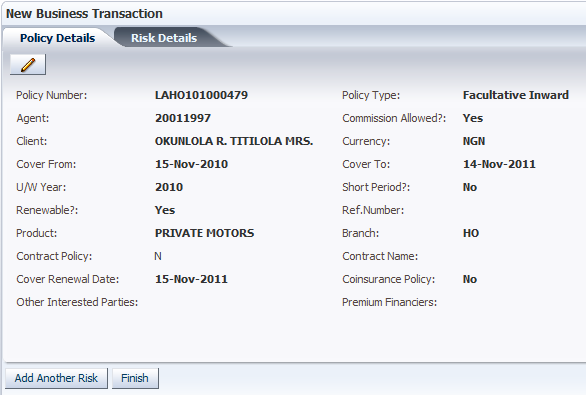 New Business Transaction
Policy Details Risk Details
Policy Number: LAHO101000479 Policy Type: Facultative Inward
Agent: 20011997 Commission Allowed?: Yes
Client: OKUNLOLA R. TITILOLA MRS. Currency: NGN
Cover From: 15-Nov-2010 Cover To: 14-Nov-2011
U/W Year: 2010 Short Period?: No
Renewable?: Yes Ref.Number:
Product: PRIVATE MOTORS Branch: HO
Contract Policy: N Contract Name:
Cover Renewal Date: 15-Nov-2011 Coinsurance Policy: No
Other Interested Parties: Premium Financiers:
Add Another Risk Finish